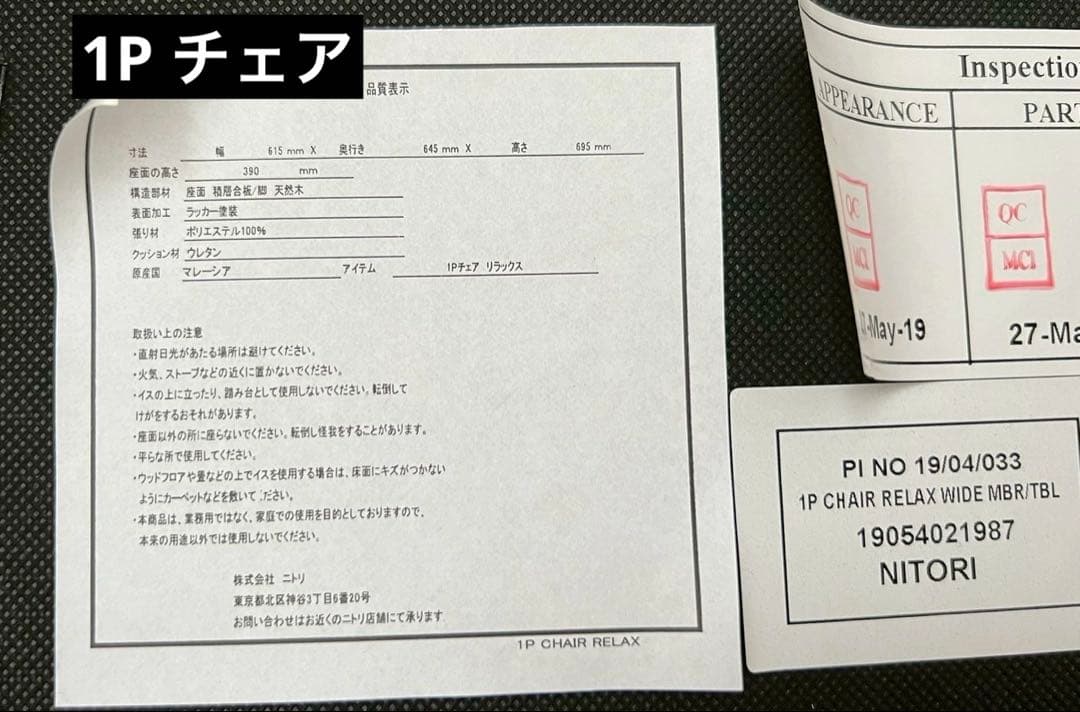 1P チェア
品質表示
寸法 幅 615 mm X 奥行き 645 mm X 高さ 695 mm
座面の高さ 390 mm
構造部材 座面 積層合板/脚 天然木
表面加工 ラッカー塗装
張り材 ポリエステル100%
クッション材 ウレタン
原産国 マレーシア アイテム 1Pチェア リラックス
取扱い上の注意
・直射日光があたる場所は避けてください。
・火気、ストーブなどの近くに置かないでください。
・イスの上に立ったり、踏み台として使用しないでください。転倒して
けがをするおそれがあります。
・座面以外の所に座らないでください。転倒し怪我をすることがあります。
・平らな所で使用してください。
・ウッドフロアや畳などの上でイスを使用する場合は、床面にキズがつかない
ようにカーペットなどを敷いて ださい。
・本商品は、業務用ではなく、家庭での使用を目的としておりますので、
本来の用途以外では使用しないでください。
株式会社 ニトリ
東京都北区神谷3丁目6番20号
お問い合わせはお近くのニトリ店舗にて承ります
1P CHAIR RELAX
Inspectio
APPEARANCE PART
QC QC
MCI MCI
-May-19 27-Ma
PI NO 19/04/033
1P CHAIR RELAX WIDE MBR/TBL
19054021987
NITORI